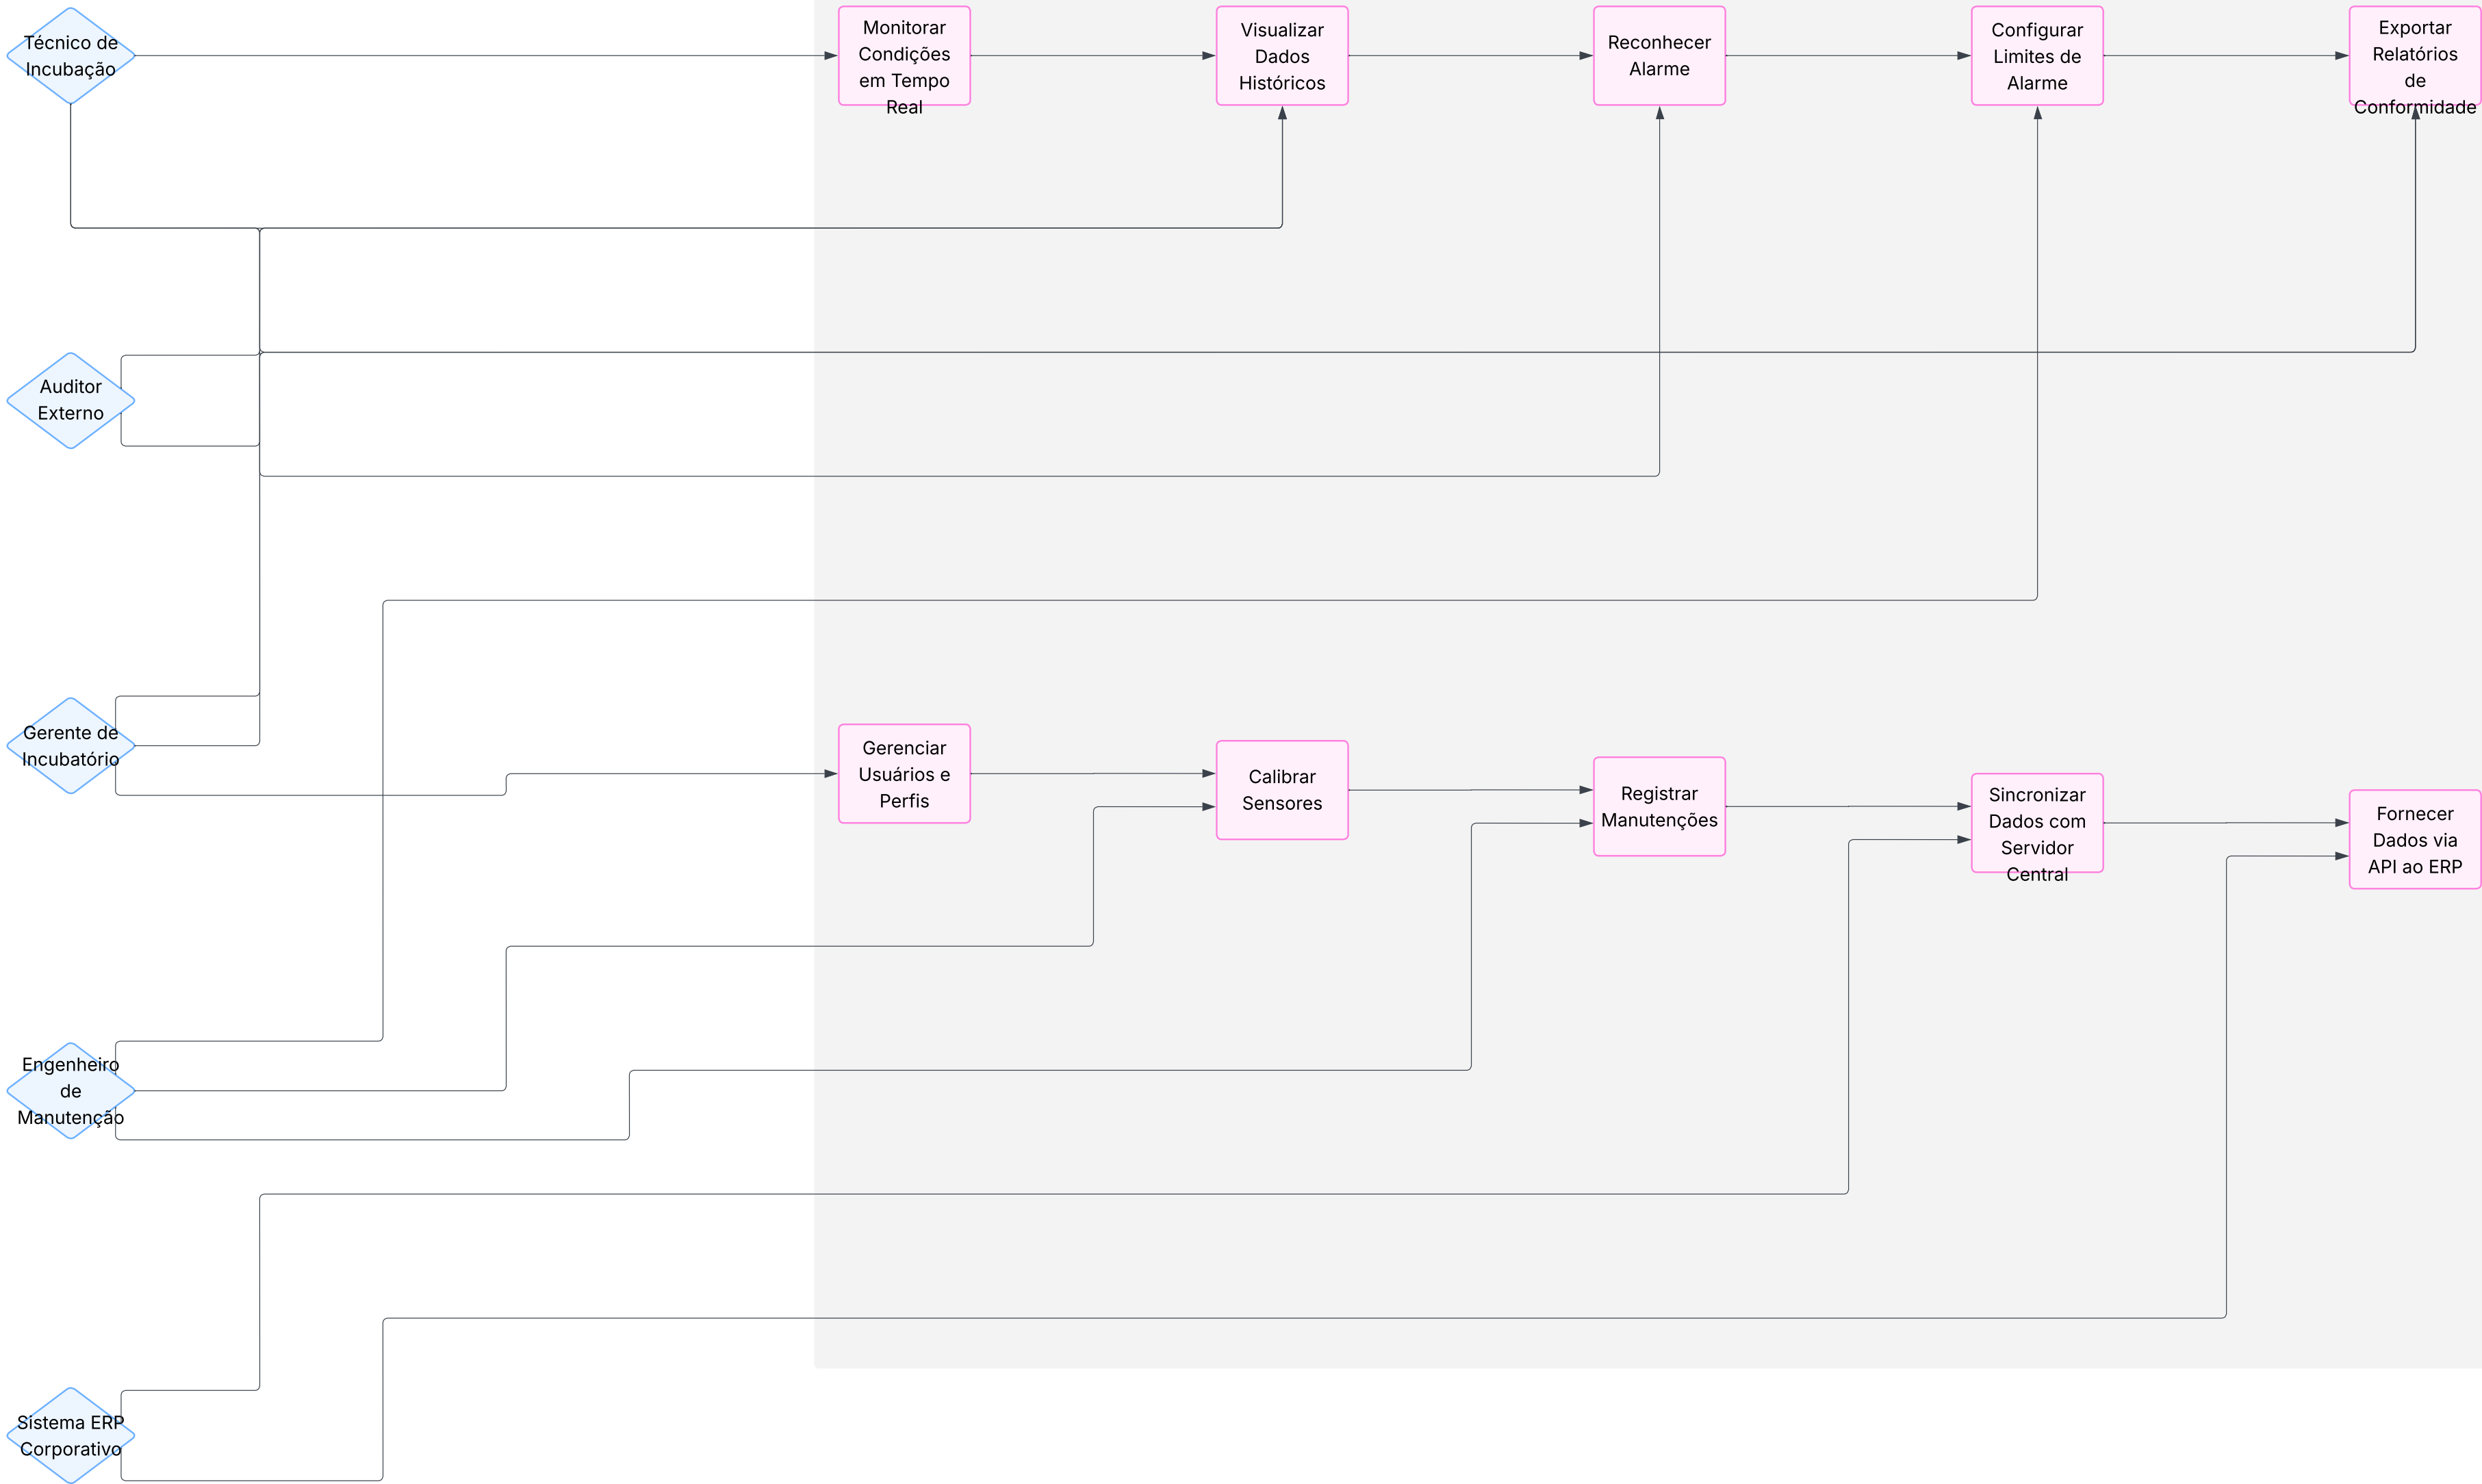 Técnico de
Incubação
Monitorar
Condições
em Tempo
Real
Visualizar
Dados
Históricos
Reconhecer
Alarme
Configurar
Limites de
Alarme
Exportar
Relatórios
de
Conformidade
Auditor
Externo
Gerente de
Incubatório
Gerenciar
Usuários e
Perfis
Calibrar
Sensores
Registrar
Manutenções
Sincronizar
Dados com
Servidor
Central
Fornecer
Dados via
API ao ERP
Engenheiro
de
Manutenção
Sistema ERP
Corporativo